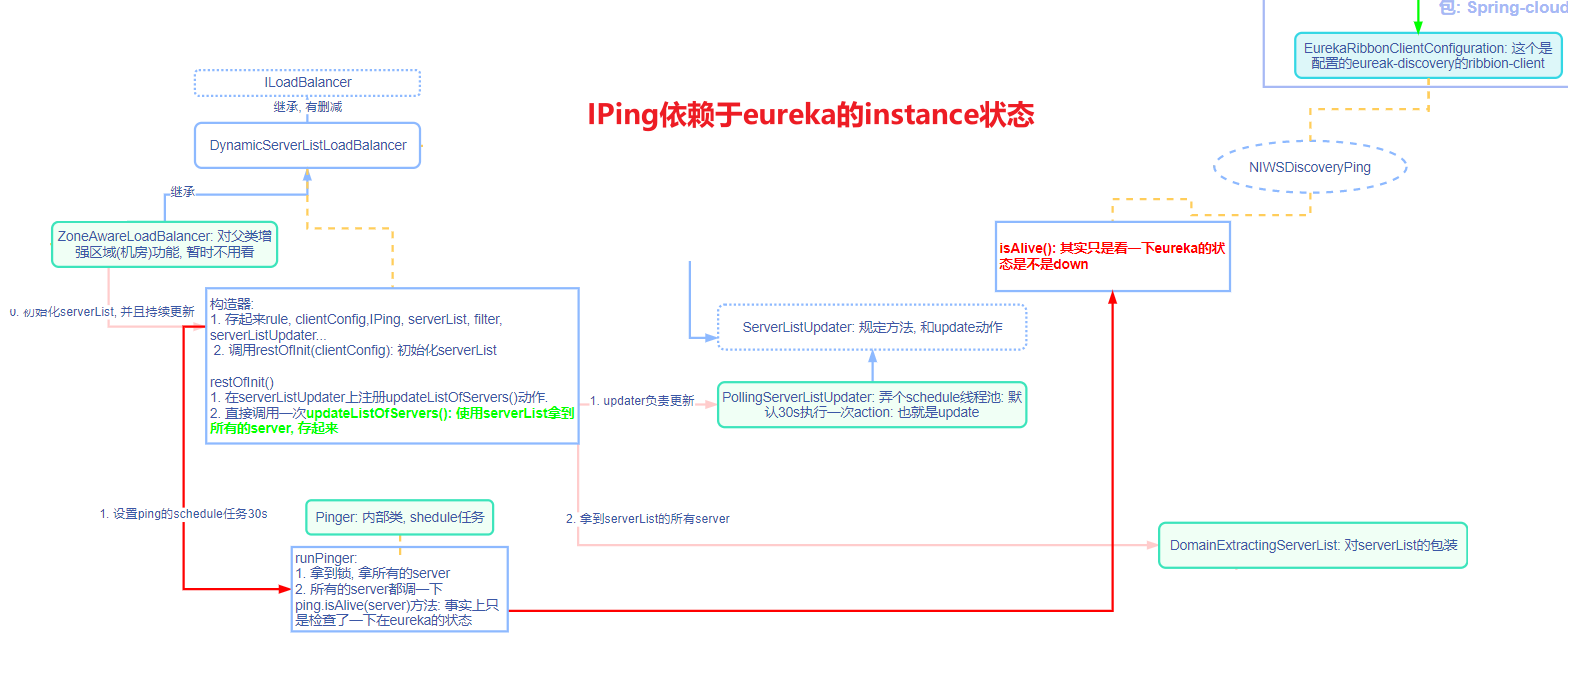 包: Spring-cloud
EurekaRibbonClientConfiguration: 这个是
配置的eureak-discovery的ribbion-client
ILoadBalancer
继承, 有删减
IPing依赖于eureka的instance状态
DynamicServerListLoadBalancer
NIWSDiscoveryPing
继承
ZoneAwareLoadBalancer: 对父类增
强区域(机房)功能, 暂时不用看
isAlive(): 其实只是看一下eureka的状
态是不是down
0. 初始化serverList, 并且持续更新
构造器:
1. 存起来rule, clientConfig,IPing, serverList, filter,
serverListUpdater...
2. 调用restOfInit(clientConfig): 初始化serverList
restOfInit()
1. 在serverListUpdater上注册updateListOfServers()动作.
2. 直接调用一次updateListOfServers(): 使用serverList拿到
所有的server, 存起来
ServerListUpdater: 规定方法, 和update动作
1. updater负责更新
PollingServerListUpdater: 弄个schedule线程池: 默
认30s执行一次action: 也就是update
1. 设置ping的schedule任务30s
Pinger: 内部类, shedule任务
2. 拿到serverList的所有server
DomainExtractingServerList: 对serverList的包装
runPinger:
1. 拿到锁, 拿所有的server
2. 所有的server都调一下
ping.isAlive(server)方法: 事实上只
是检查了一下在eureka的状态